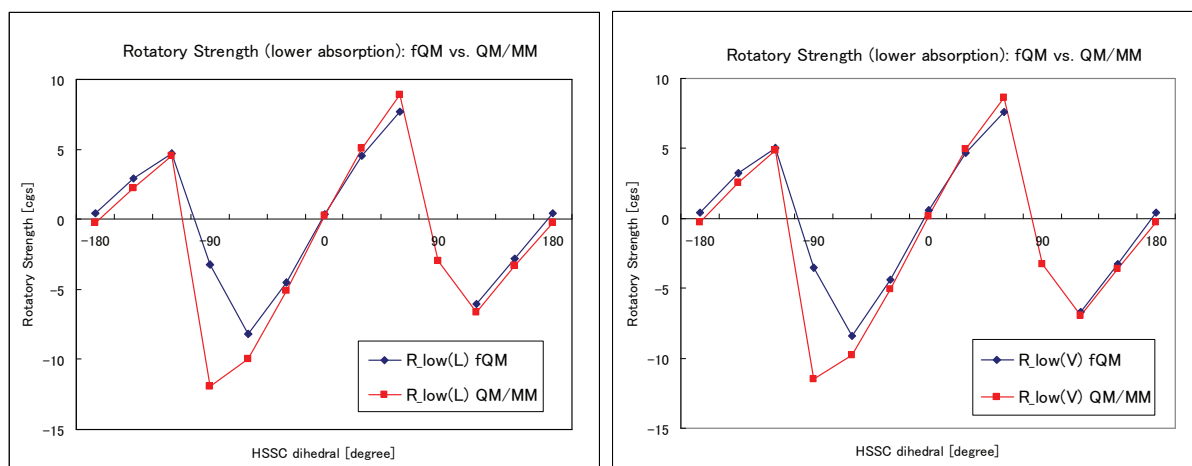 Rotatory Strength (lower absorption): fQM vs. QM/MM
10
5
0
-5
-10
-15
-180
-90
0
90
180
Rotatory Strength [cgs]
HSSC dihedral [degree]
R_low(L) fQM
R_low(L) QM/MM
Rotatory Strength (lower absorption): fQM vs. QM/MM
10
5
0
-5
-10
-15
-180
-90
0
90
180
Rotatory Strength [cgs]
HSSC dihedral [degree]
R_low(V) fQM
R_low(V) QM/MM